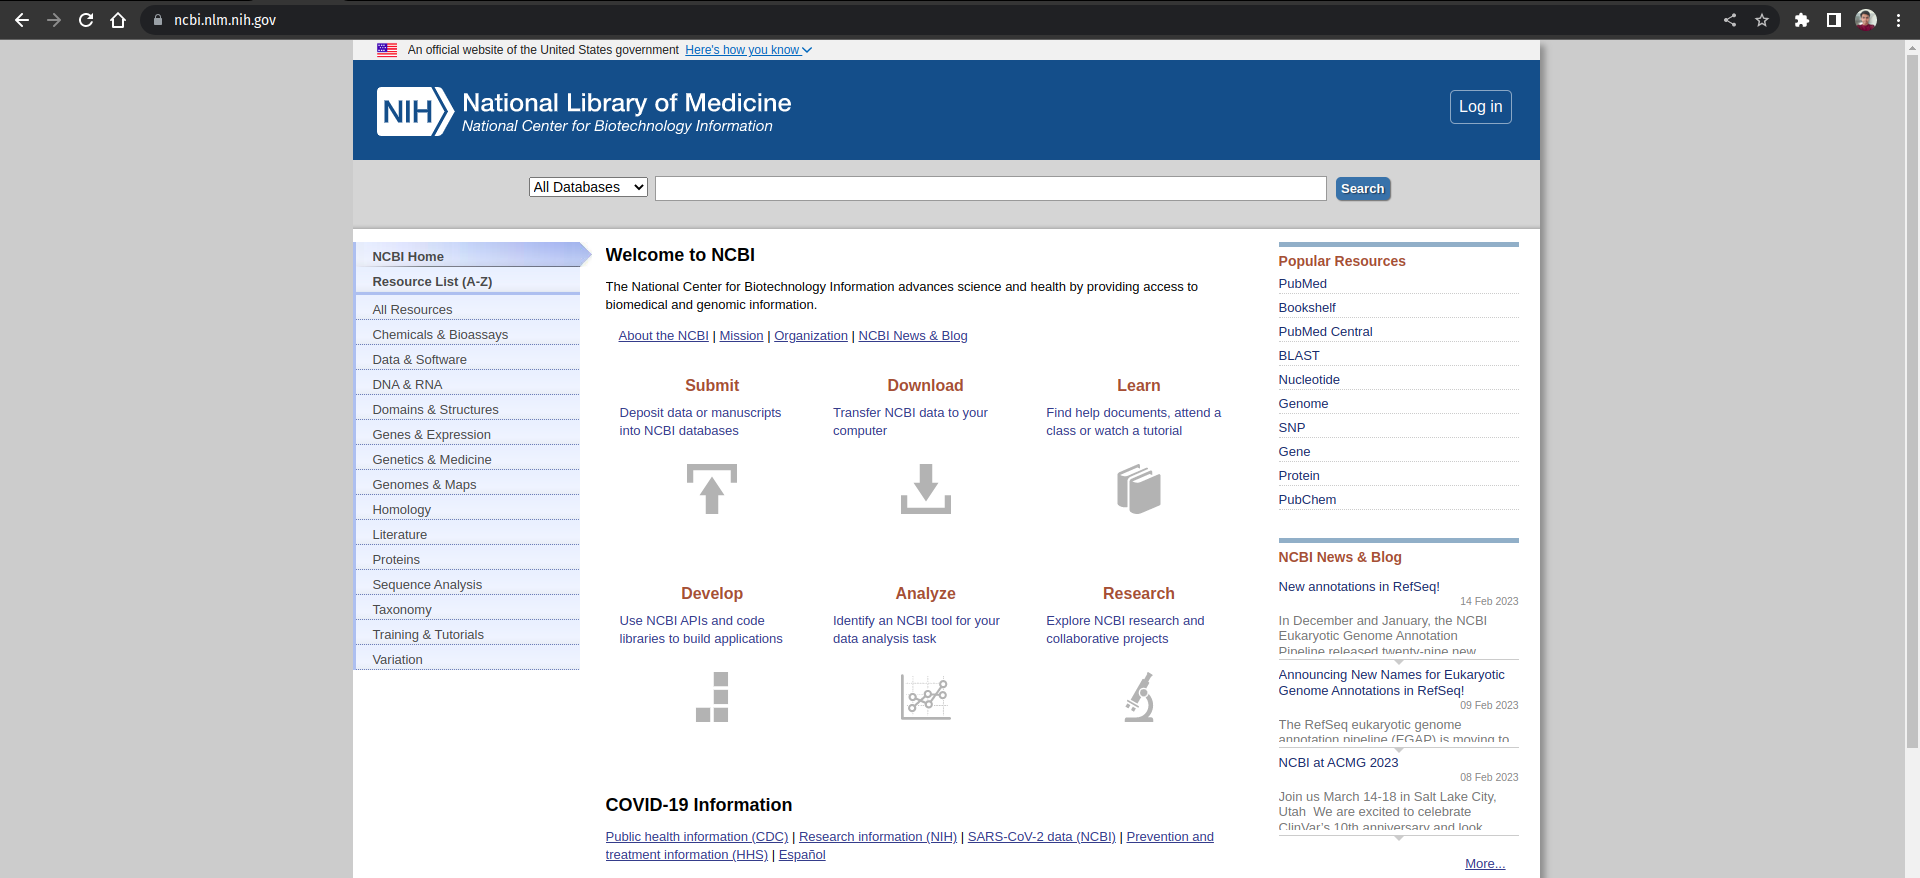 ncbi.nlm.nih.gov
An official website of the United States government Here's how you know
NIH National Library of Medicine
National Center for Biotechnology Information
Log in
All Databases
Search
NCBI Home
Resource List (A-Z)
All Resources
Chemicals & Bioassays
Data & Software
DNA & RNA
Domains & Structures
Genes & Expression
Genetics & Medicine
Genomes & Maps
Homology
Literature
Proteins
Sequence Analysis
Taxonomy
Training & Tutorials
Variation
Welcome to NCBI
The National Center for Biotechnology Information advances science and health by providing access to
biomedical and genomic information.
About the NCBI | Mission | Organization | NCBI News & Blog
Submit
Deposit data or manuscripts
into NCBI databases
Download
Transfer NCBI data to your
computer
Learn
Find help documents, attend a
class or watch a tutorial
Develop
Use NCBI APIs and code
libraries to build applications
Analyze
Identify an NCBI tool for your
data analysis task
Research
Explore NCBI research and
collaborative projects
COVID-19 Information
Public health information (CDC) | Research information (NIH) | SARS-CoV-2 data (NCBI) | Prevention and
treatment information (HHS) | Español
Popular Resources
PubMed
Bookshelf
PubMed Central
BLAST
Nucleotide
Genome
SNP
Gene
Protein
PubChem
NCBI News & Blog
New annotations in RefSeq!
14 Feb 2023
In December and January, the NCBI
Eukaryotic Genome Annotation
Pipeline released twenty-nine new
Announcing New Names for Eukaryotic
Genome Annotations in RefSeq!
09 Feb 2023
The RefSeq eukaryotic genome
annotation pipeline (EGAP) is moving to
NCBI at ACMG 2023
08 Feb 2023
Join us March 14-18 in Salt Lake City,
Utah We are excited to celebrate
ClinVar's 10th anniversary and look
More...